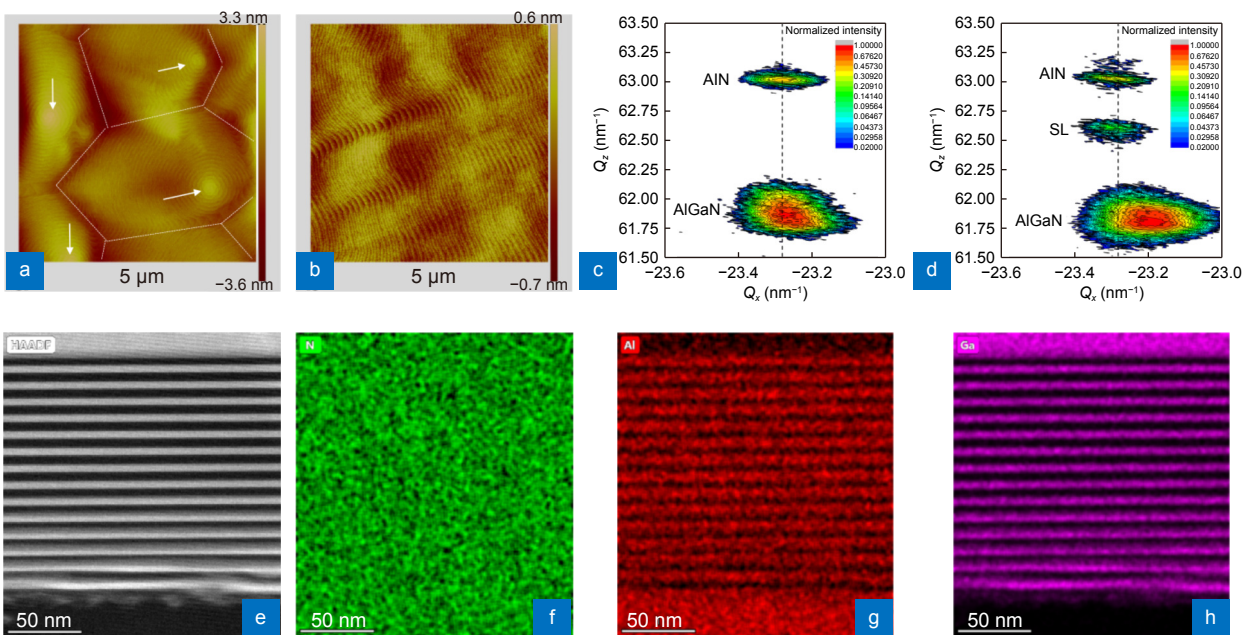 3.3 nm
a
5 μm
−3.6 nm
0.6 nm
b
5 μm
−0.7 nm
63.50
63.25
63.00
62.75
62.50
62.25
62.00
61.75
61.50
Qz (nm⁻¹)
AlN
AlGaN
Normalized intensity
1.00000
0.67620
0.45730
0.30920
0.20910
0.14140
0.09564
0.06467
0.04373
0.02958
0.02000
−23.6
−23.4
−23.2
−23.0
Qx (nm⁻¹)
c
63.50
63.25
63.00
62.75
62.50
62.25
62.00
61.75
61.50
Qz (nm⁻¹)
AlN
SL
AlGaN
Normalized intensity
1.00000
0.67620
0.45730
0.30920
0.20910
0.14140
0.09564
0.06467
0.04373
0.02958
0.02000
−23.6
−23.4
−23.2
−23.0
Qx (nm⁻¹)
d
HAADF
50 nm
e
N
50 nm
f
Al
50 nm
g
Ga
50 nm
h